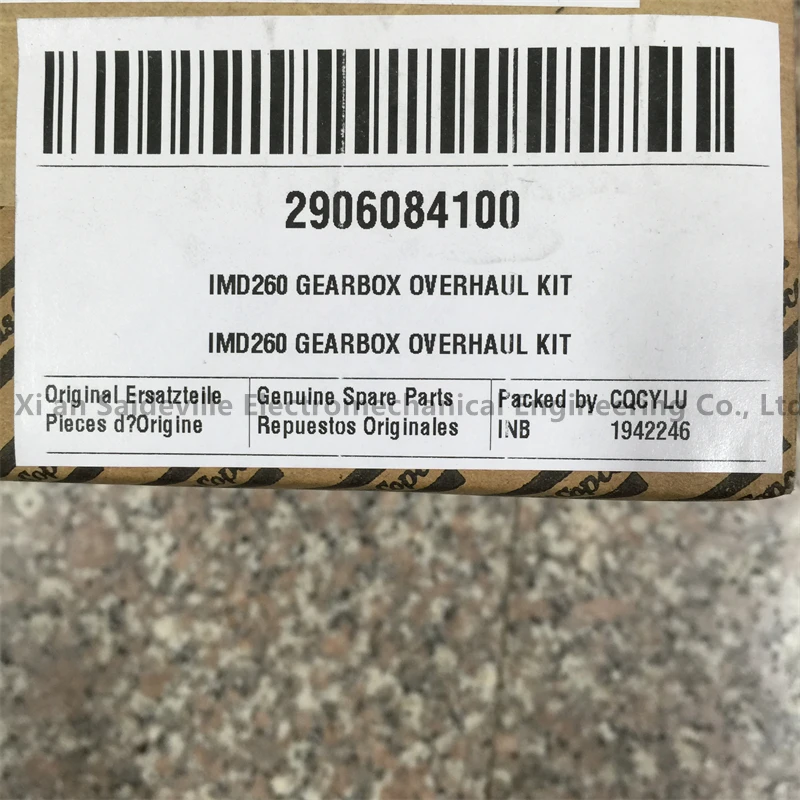 2906084100
IMD260 GEARBOX OVERHAUL KIT
IMD260 GEARBOX OVERHAUL KIT
Original Ersatzteile
Pieces d?Origine
Genuine Spare Parts
Repuestos Originales
Packed by CQCYLU
INB 1942246
Xi'an Saideville Electromechanical Engineering Co., Ltd